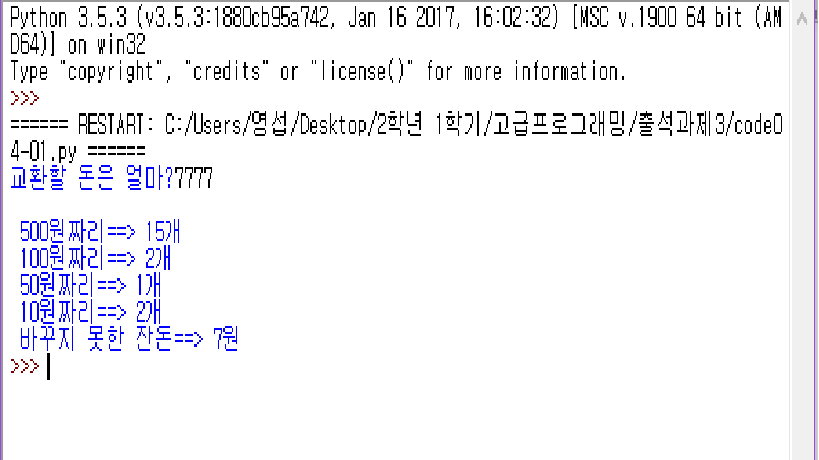 Python 3.5.3 (v3.5.3:1880cb95a742, Jan 16 2017, 16:02:32) [MSC v.1900 64 bit (AM
D64)] on win32
Type "copyright", "credits" or "license()" for more information.
>>>
====== RESTART: C:/Users/영섭/Desktop/2학년 1학기/고급프로그래밍/출석과제3/code0
4-01.py ======
교환할 돈은 얼마?7777
500원짜리==> 15개
100원짜리==> 2개
50원짜리==> 1개
10원짜리==> 2개
바꾸지 못한 잔돈==> 7원
>>>